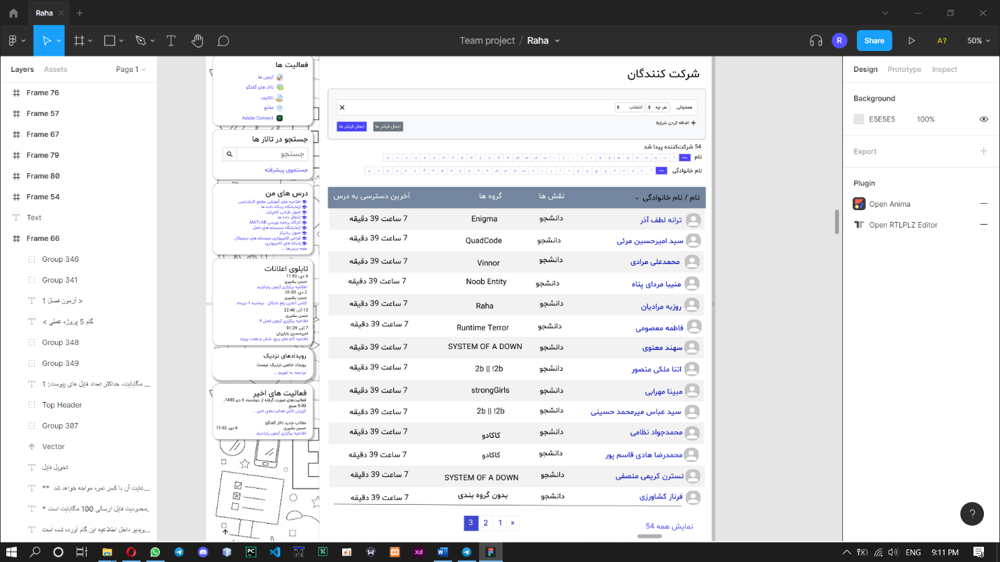 Raha
Team project / Raha
R
Share
A?
50%
Layers
Assets
Page 1
Frame 76
Frame 57
Frame 67
Frame 79
Frame 80
Frame 54
Text
Frame 66
Group 346
Group 341
< آزمون فصل 1
گام 5 پروژه عملی >
Group 348
Group 349
مگابایت، حداکثر تعداد فایل های پیوست: 1 ...
Top Header
Group 307
Vector
تحویل فایل
** عایت آن با کسر نمره مواجه خواهد شد...
* محدودیت فایل ارسالی 100 مگابایت است.
ویدیو داخل اطلاعیه این گام آورده شده است...
فعالیت ها
آزمون ها
تالار های گفتگو
تکالیف
منابع
Adobe Connect
جستجو در تالار ها
جستجو
جستجوی پیشرفته
درس های من
اطلاعیه های آموزشی مقطع کارشناسی
آزمایشگاه پایگاه داده ها
اصول طراحی کامپایلر
انتقال داده ها
کارگاه برنامه نویسی MATLAB
آزمایشگاه سیستم های عامل
اصول رباتیکز
طراحی کامپیوتری سیستم های دیجیتال
شبکه های کامپیوتری
همه درس‌ها ...
تابلوی اعلانات
6 دی، 11:53
حسن بشیری
اطلاعیه برگزاری آزمون پایانترم
2 دی، 01:03
حسن بشیری
کلاس آنلاین رفع اشکال - دوشنبه ۶ دی‌ماه
12 آذر، 22:40
حسن بشیری
اطلاعیه برگزاری آزمون فصل 9
7 آذر، 01:39
امیرحسین بابائیان
اطلاعیه گام های پنج، شش و هفت پروژه
رویدادهای نزدیک
رویداد خاصی نزدیک نیست
مراجعه به تقویم ...
فعالیت های اخیر
فعالیت‌های صورت گرفته از دوشنبه، 6 دی 1400،
9:00 صبح
گزارش کامل فعالیت‌های اخیر...
مطالب جدید تالار گفتگو:
حسن بشیری 6 دی، 11:53
اطلاعیه برگزاری آزمون پایانترم
شرکت کنندگان
همخوانی هر چه انتخاب
+ اضافه کردن شرایط
اعمال فیلتر ها اعمال فیلتر ها
54 شرکت‌کننده پیدا شد
نام همه
نام خانوادگی همه
نام / نام خانوادگی نقش ها گروه ها آخرین دسترسی به درس
ترانه لطف آذر دانشجو Enigma 7 ساعت 39 دقیقه
سید امیرحسین مرئی دانشجو QuadCode 7 ساعت 39 دقیقه
محمدعلی مرادی دانشجو Vinnor 7 ساعت 39 دقیقه
منیبا مردای پناه دانشجو Noob Entity 7 ساعت 39 دقیقه
روزبه مرادیان دانشجو Raha 7 ساعت 39 دقیقه
فاطمه معصومی دانشجو Runtime Terror 7 ساعت 39 دقیقه
سهند معنوی دانشجو SYSTEM OF A DOWN 7 ساعت 39 دقیقه
اتنا ملکی منصور دانشجو 2b || !2b 7 ساعت 39 دقیقه
مبینا مهرابی دانشجو strongGirls 7 ساعت 39 دقیقه
سید عباس میرمحمد حسینی دانشجو 2b || !2b 7 ساعت 39 دقیقه
محمدجواد نظامی دانشجو کاکادو 7 ساعت 39 دقیقه
محمدرضا هادی قاسم پور دانشجو کاکادو 7 ساعت 39 دقیقه
نسترن کریمی منصفی دانشجو SYSTEM OF A DOWN 7 ساعت 39 دقیقه
فرناز کشاورزی دانشجو بدون گروه بندی 7 ساعت 39 دقیقه
3 2 1 »
نمایش همه 54
Design
Prototype
Inspect
Background
E5E5E5 100%
Export
Plugin
Open Anima
Open RTLPLZ Editor
?
ENG
9:11 PM